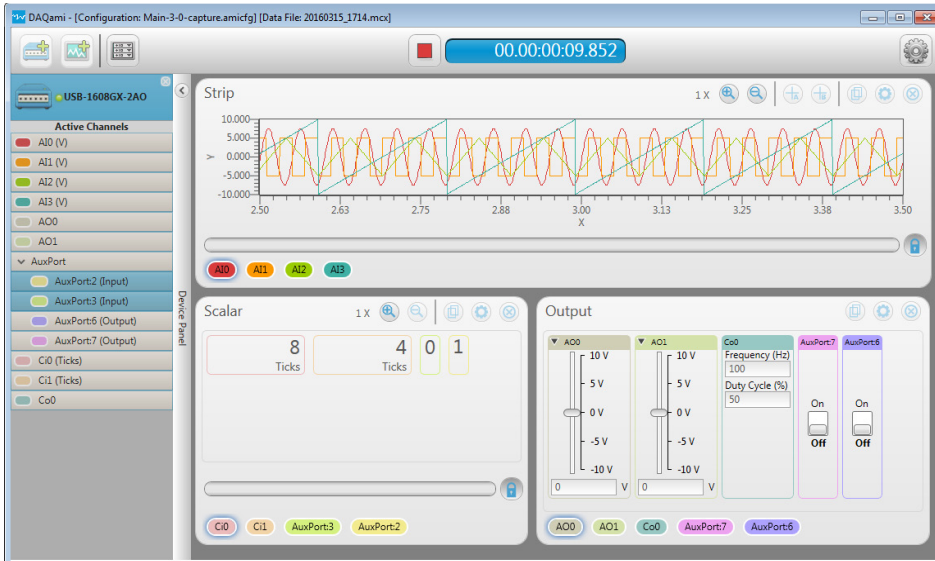 DAQami - [Configuration: Main-3-0-capture.amicfg] [Data File: 20160315_1714.mcx]
00.00:00:09.852
USB-1608GX-2AO
Active Channels
AI0 (V)
AI1 (V)
AI2 (V)
AI3 (V)
AO0
AO1
AuxPort
AuxPort:2 (Input)
AuxPort:3 (Input)
AuxPort:6 (Output)
AuxPort:7 (Output)
Ci0 (Ticks)
Ci1 (Ticks)
Co0
Device Panel
Strip
1 X
10.000
5.000
0.000
-5.000
-10.000
Y
2.50 2.63 2.75 2.88 3.00 3.13 3.25 3.38 3.50
X
AI0 AI1 AI2 AI3
Scalar
1 X
8 4 0 1
Ticks Ticks
Ci0 Ci1 AuxPort:3 AuxPort:2
Output
AO0 AO1 Co0 AuxPort:7 AuxPort:6
10 V 10 V Frequency (Hz)
100
5 V 5 V Duty Cycle (%)
50
0 V 0 V On On
-5 V -5 V Off Off
-10 V -10 V
0 V 0 V
AO0 AO1 Co0 AuxPort:7 AuxPort:6